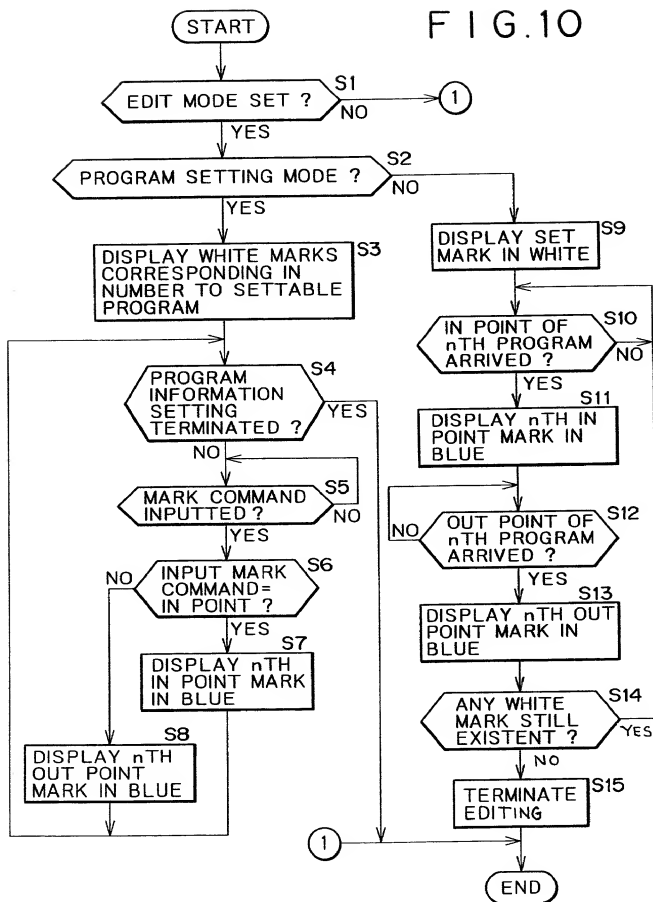 FIG.10
START
S1
EDIT MODE SET ?
NO
1
YES
S2
PROGRAM SETTING MODE ?
NO
YES
S3
DISPLAY WHITE MARKS
CORRESPONDING IN
NUMBER TO SETTABLE
PROGRAM
S4
PROGRAM
INFORMATION
SETTING
TERMINATED ?
YES
NO
S5
MARK COMMAND
INPUTTED ?
NO
YES
S6
NO
INPUT MARK
COMMAND=
IN POINT ?
YES
S7
DISPLAY nTH
IN POINT MARK
IN BLUE
S8
DISPLAY nTH
OUT POINT
MARK IN BLUE
S9
DISPLAY SET
MARK IN WHITE
S10
IN POINT OF
nTH PROGRAM
ARRIVED ?
NO
YES
S11
DISPLAY nTH IN
POINT MARK IN
BLUE
S12
NO
OUT POINT OF
nTH PROGRAM
ARRIVED ?
YES
S13
DISPLAY nTH OUT
POINT MARK IN
BLUE
S14
ANY WHITE
MARK STILL
EXISTENT ?
YES
NO
S15
TERMINATE
EDITING
1
END